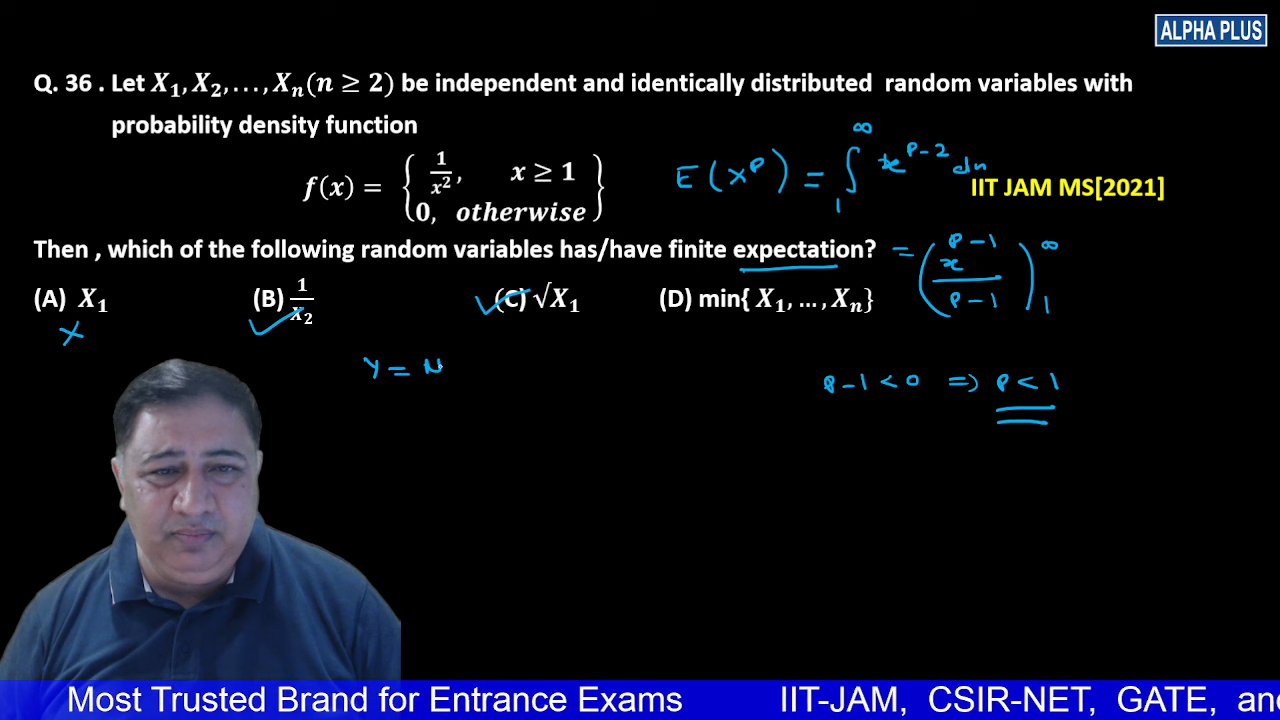 ALPHA PLUS
Q. 36 . Let X₁, X₂, . . . , Xₙ(n ≥ 2) be independent and identically distributed random variables with
probability density function
f(x) = { 1/x², x ≥ 1
0, otherwise }
E(X^p) = ∫₁^∞ x^(p-2) dx
IIT JAM MS[2021]
Then , which of the following random variables has/have finite expectation?
= (x^(p-1)/(p-1))₁^∞
(A) X₁ (B) 1/X₂ (C) √X₁ (D) min{ X₁, ..., Xₙ}
Y = M
p-1 < 0 ⇒ p < 1
Most Trusted Brand for Entrance Exams IIT-JAM, CSIR-NET, GATE, and